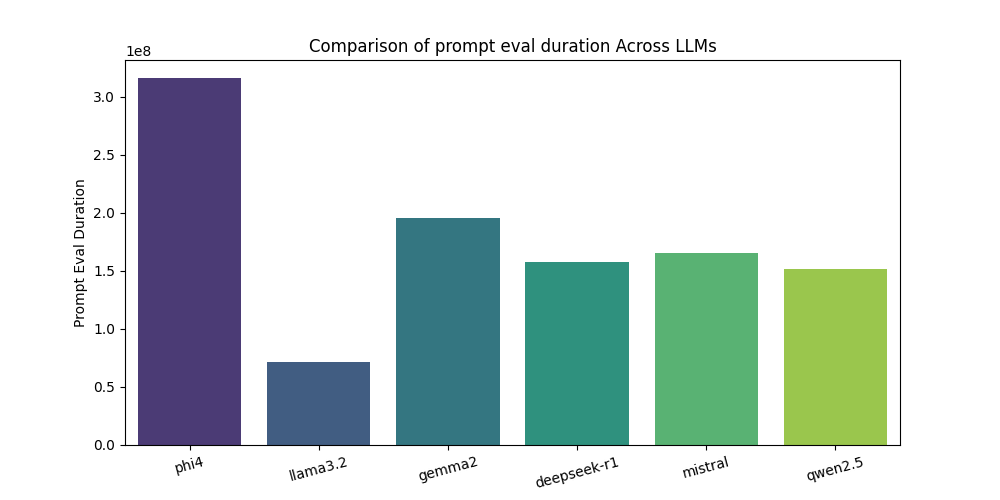 Comparison of prompt eval duration Across LLMs
1e8
Prompt Eval Duration
3.0
2.5
2.0
1.5
1.0
0.5
0.0
phi4
llama3.2
gemma2
deepseek-r1
mistral
qwen2.5